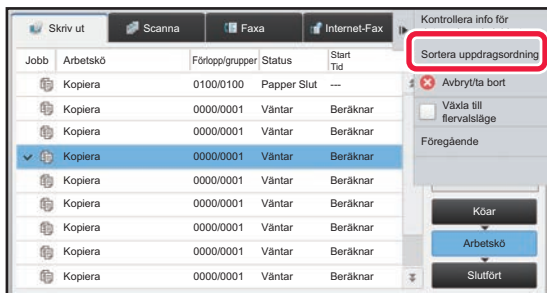 Skriv ut Scanna Faxa Internet-Fax
Jobb Arbetskö Förlopp/grupper Status Start Tid
Kopiera 0100/0100 Papper Slut ---
Kopiera 0000/0001 Väntar Beräknar
Kopiera 0000/0001 Väntar Beräknar
Kopiera 0000/0001 Väntar Beräknar
Kopiera 0000/0001 Väntar Beräknar
Kopiera 0000/0001 Väntar Beräknar
Kopiera 0000/0001 Väntar Beräknar
Kopiera 0000/0001 Väntar Beräknar
Kopiera 0000/0001 Väntar Beräknar
Kontrollera info för
Sortera uppdragsordning
Avbryt/ta bort
Växla till
flervalsläge
Föregående
Köar
Arbetskö
Slutfört